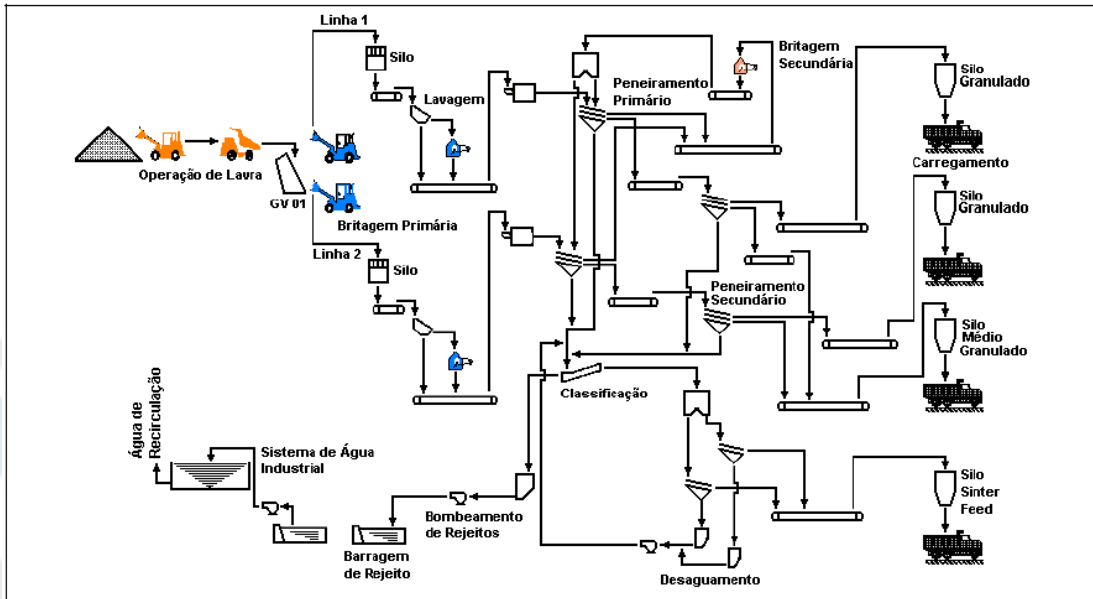 Linha 1
Silo
Lavagem
Operação de Lavra
GV 01
Britagem Primária
Linha 2
Silo
Peneiramento
Primário
Britagem
Secundária
Peneiramento
Secundário
Classificação
Silo
Granulado
Carregamento
Silo
Granulado
Silo
Médio
Granulado
Silo
Sinter
Feed
Água de
Recirculação
Sistema de Água
Industrial
Barragem
de Rejeito
Bombeamento
de Rejeitos
Desaguamento